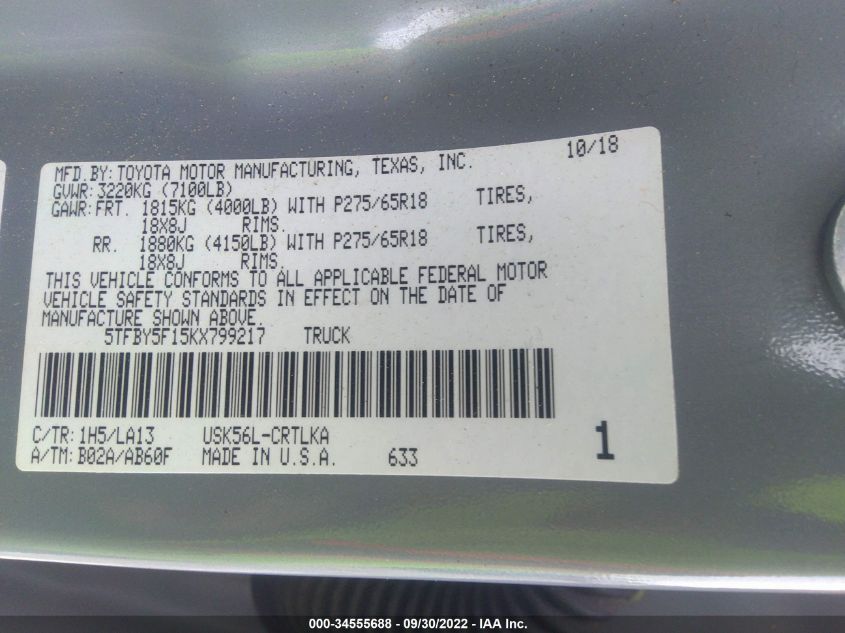 10/18
MFD.BY: TOYOTA MOTOR MANUFACTURING, TEXAS, INC.
GVWR: 3220KG (7100LB)
GAWR: FRT. 1815KG (4000LB) WITH P275/65R18 TIRES,
18X8J RIMS.
RR. 1880KG (4150LB) WITH P275/65R18 TIRES,
18X8J RIMS.
THIS VEHICLE CONFORMS TO ALL APPLICABLE FEDERAL MOTOR
VEHICLE SAFETY STANDARDS IN EFFECT ON THE DATE OF
MANUFACTURE SHOWN ABOVE.
5TFBY5F15KX799217 TRUCK
C/TR: 1H5/LA13 USK56L-CRTLKA
A/TM: B02A/AB60F MADE IN U.S.A. 633
1
000-34555688 - 09/30/2022 - IAA Inc.